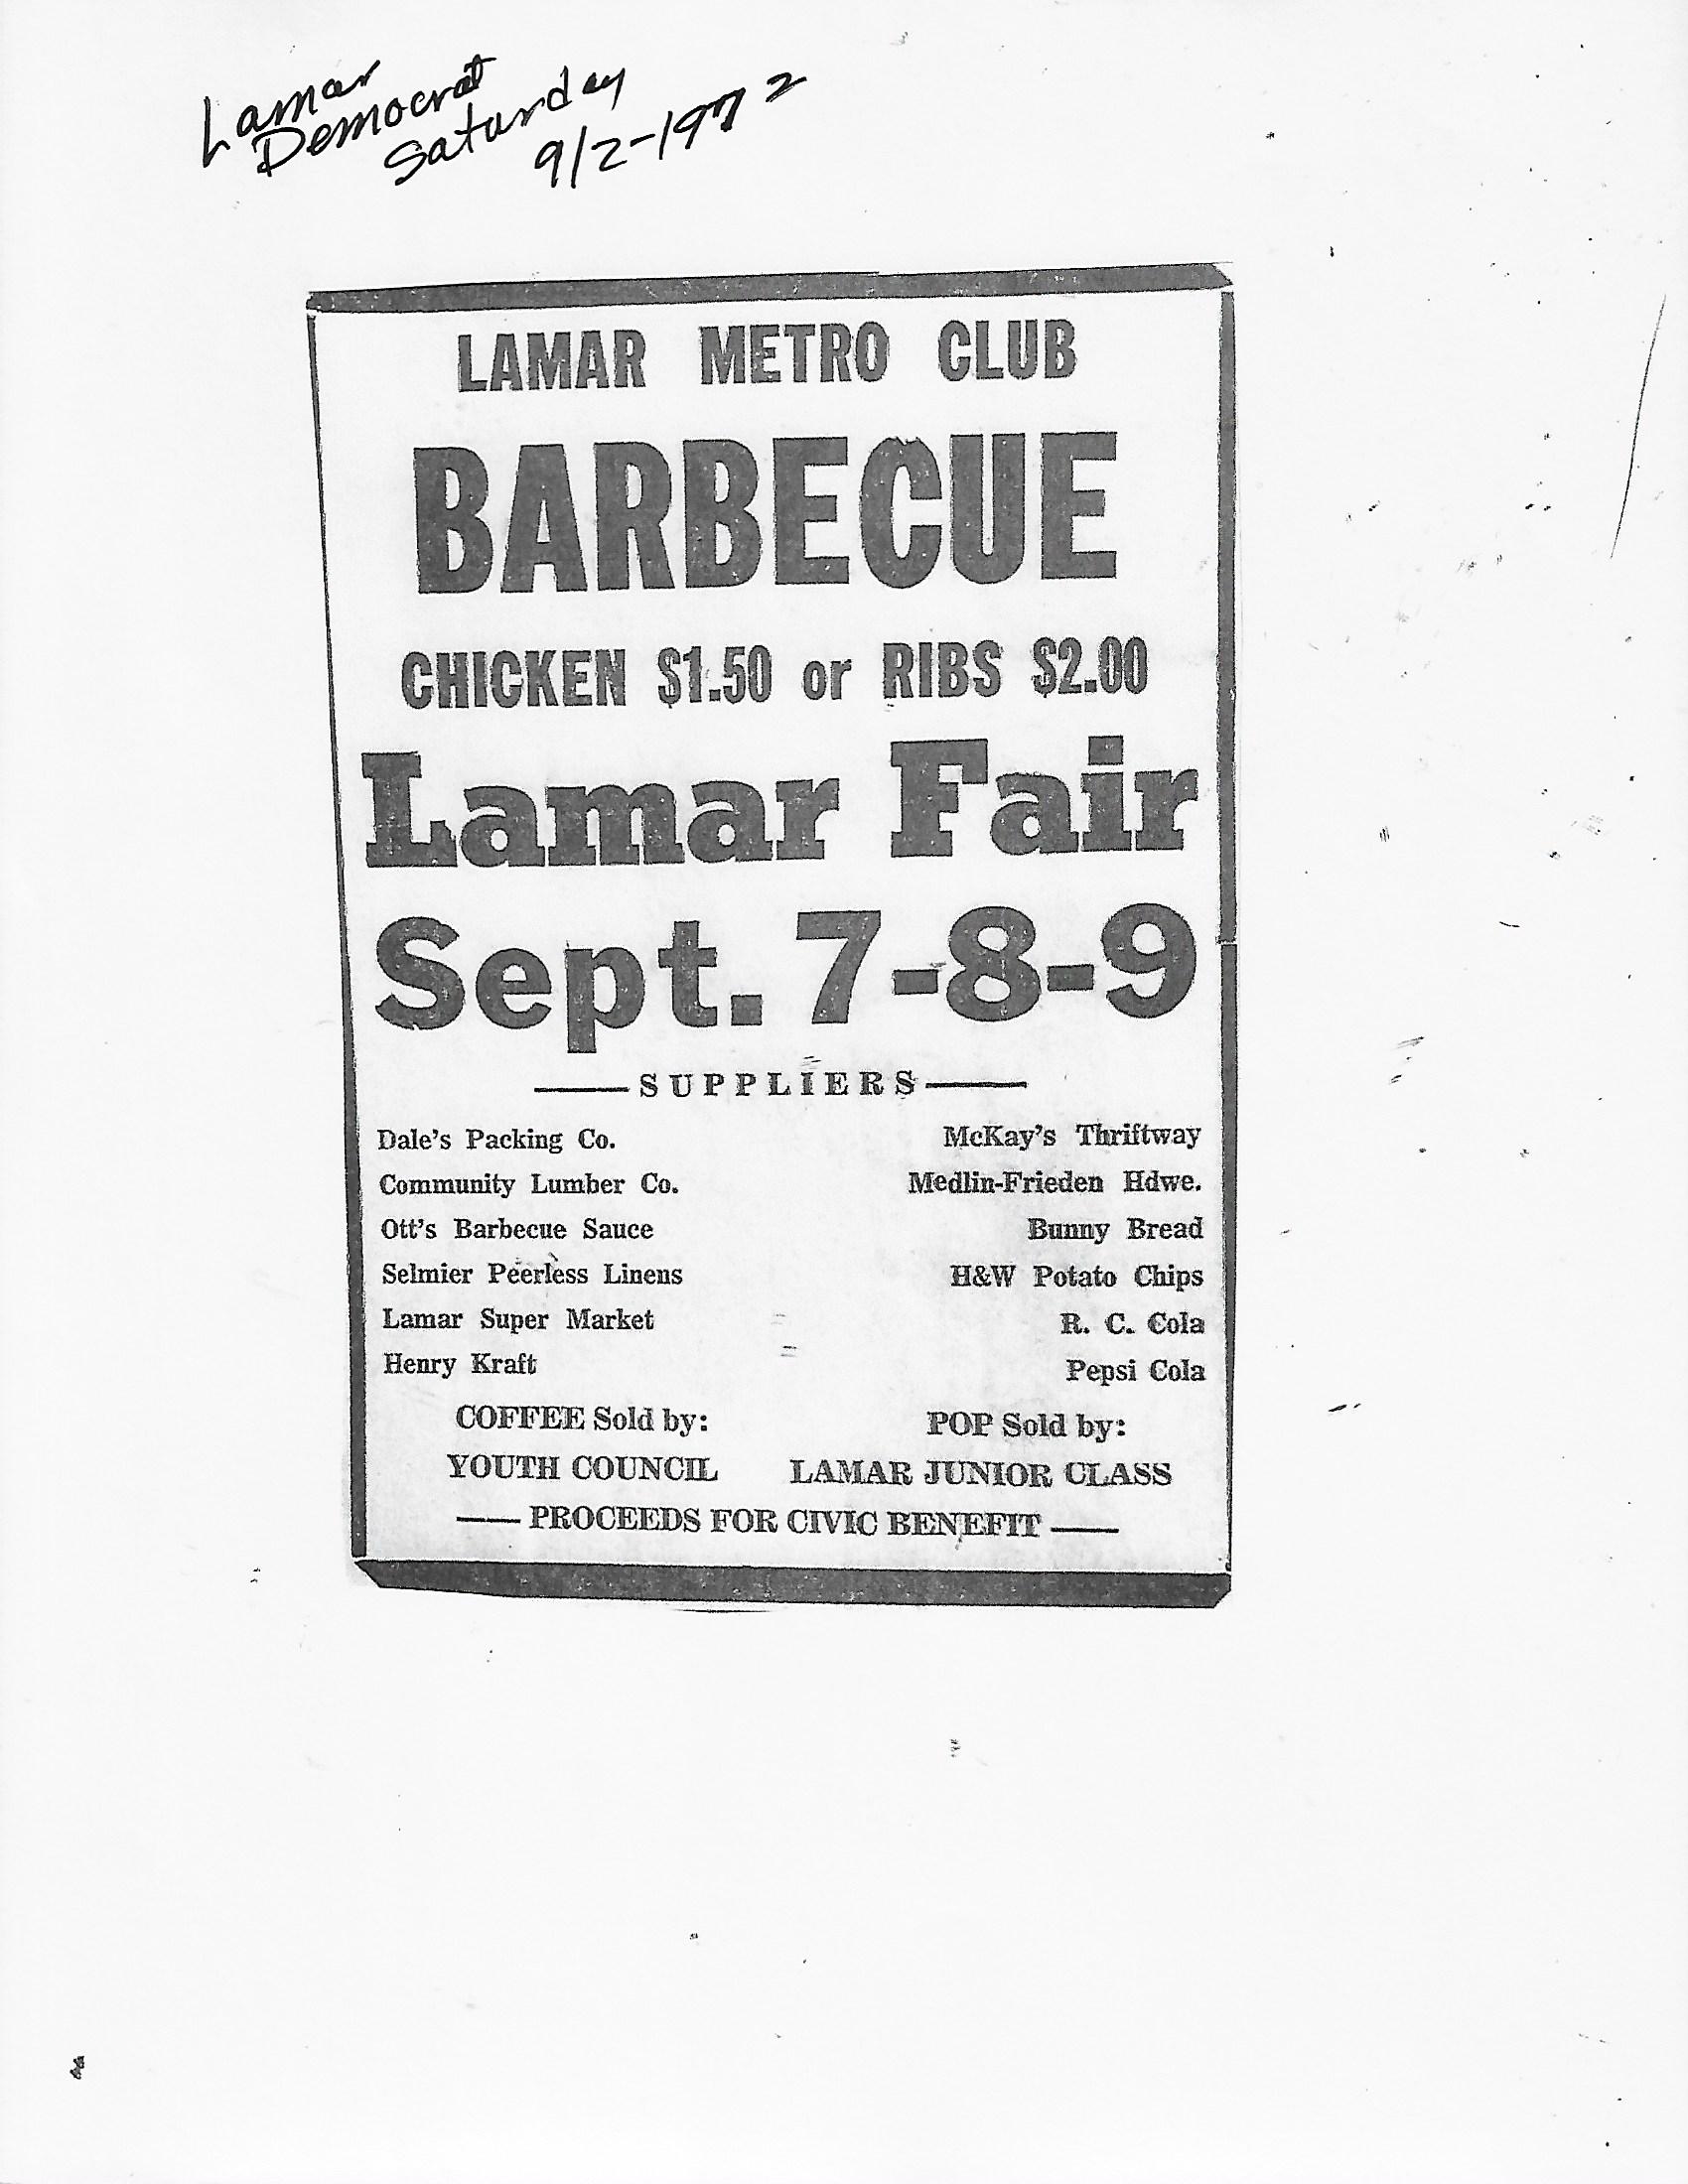 Lamar
Democrat
Saturday
9/2-1972
LAMAR METRO CLUB
BARBECUE
CHICKEN $1.50 or RIBS $2.00
Lamar Fair
Sept. 7-8-9
SUPPLIERS
Dale's Packing Co.
Community Lumber Co.
Ott's Barbecue Sauce
Selmier Peerless Linens
Lamar Super Market
Henry Kraft
McKay's Thriftway
Medlin-Frieden Hdwe.
Bunny Bread
H&W Potato Chips
R. C. Cola
Pepsi Cola
COFFEE Sold by:
YOUTH COUNCIL
POP Sold by:
LAMAR JUNIOR CLASS
PROCEEDS FOR CIVIC BENEFIT